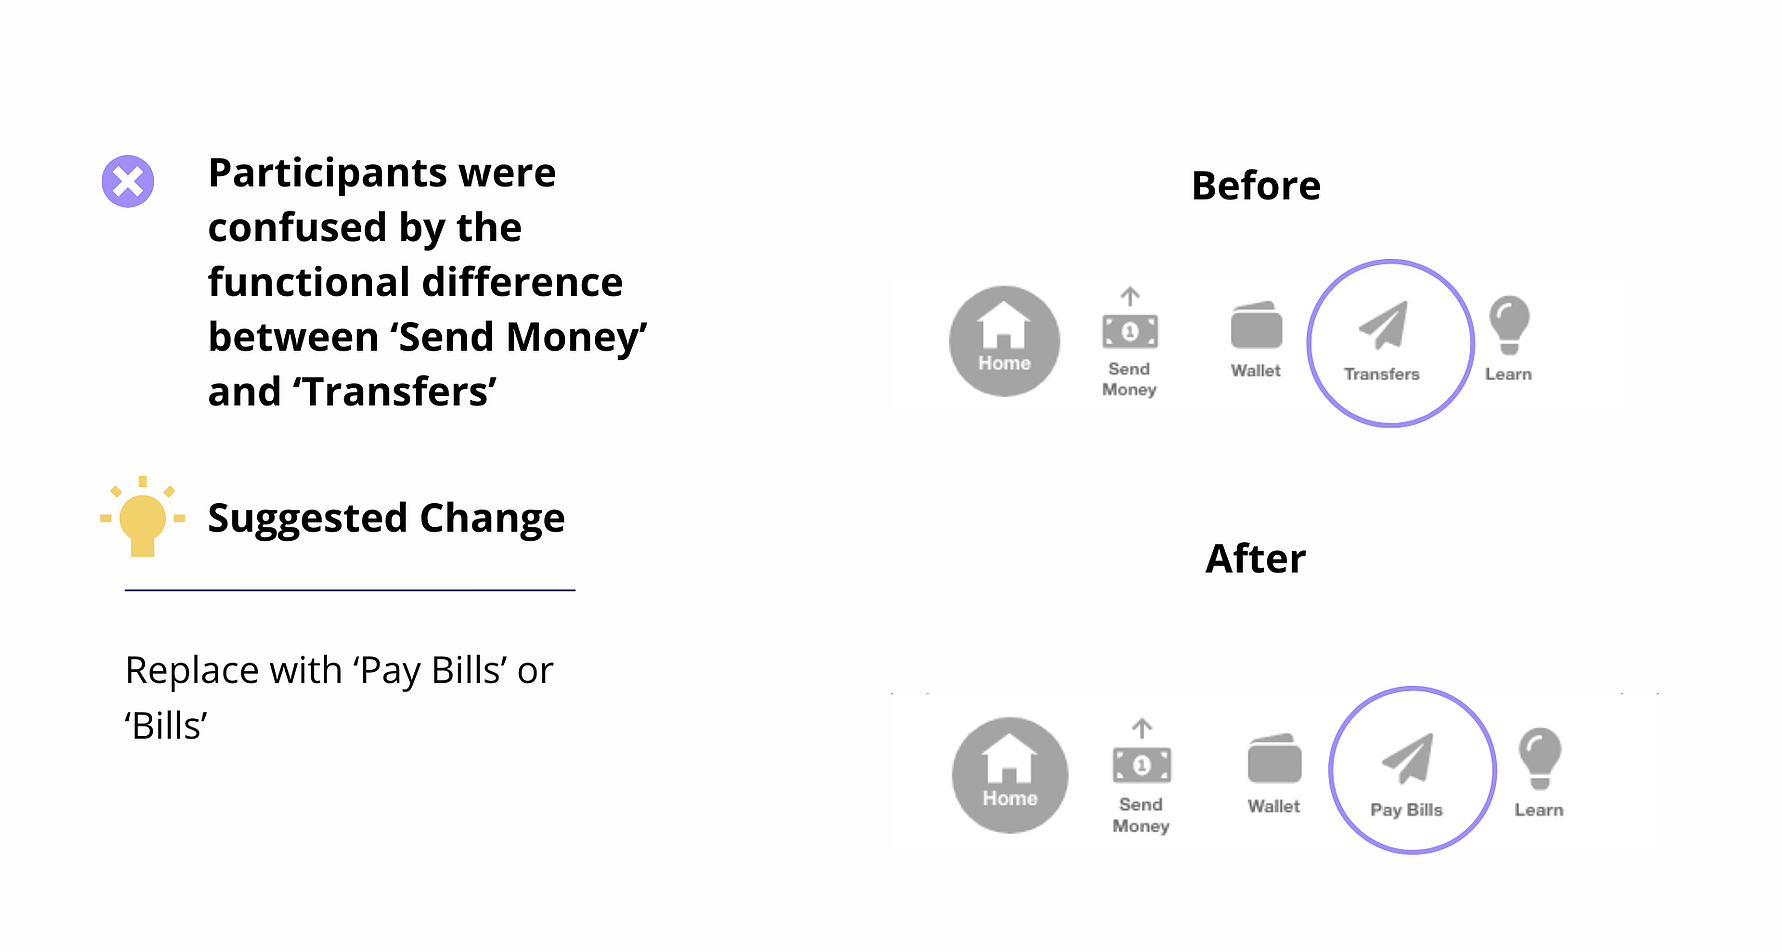 Participants were
confused by the
functional difference
between ‘Send Money’
and ‘Transfers’
Suggested Change
Replace with ‘Pay Bills’ or
‘Bills’
Before
Home
Send
Money
Wallet
Transfers
Learn
After
Home
Send
Money
Wallet
Pay Bills
Learn